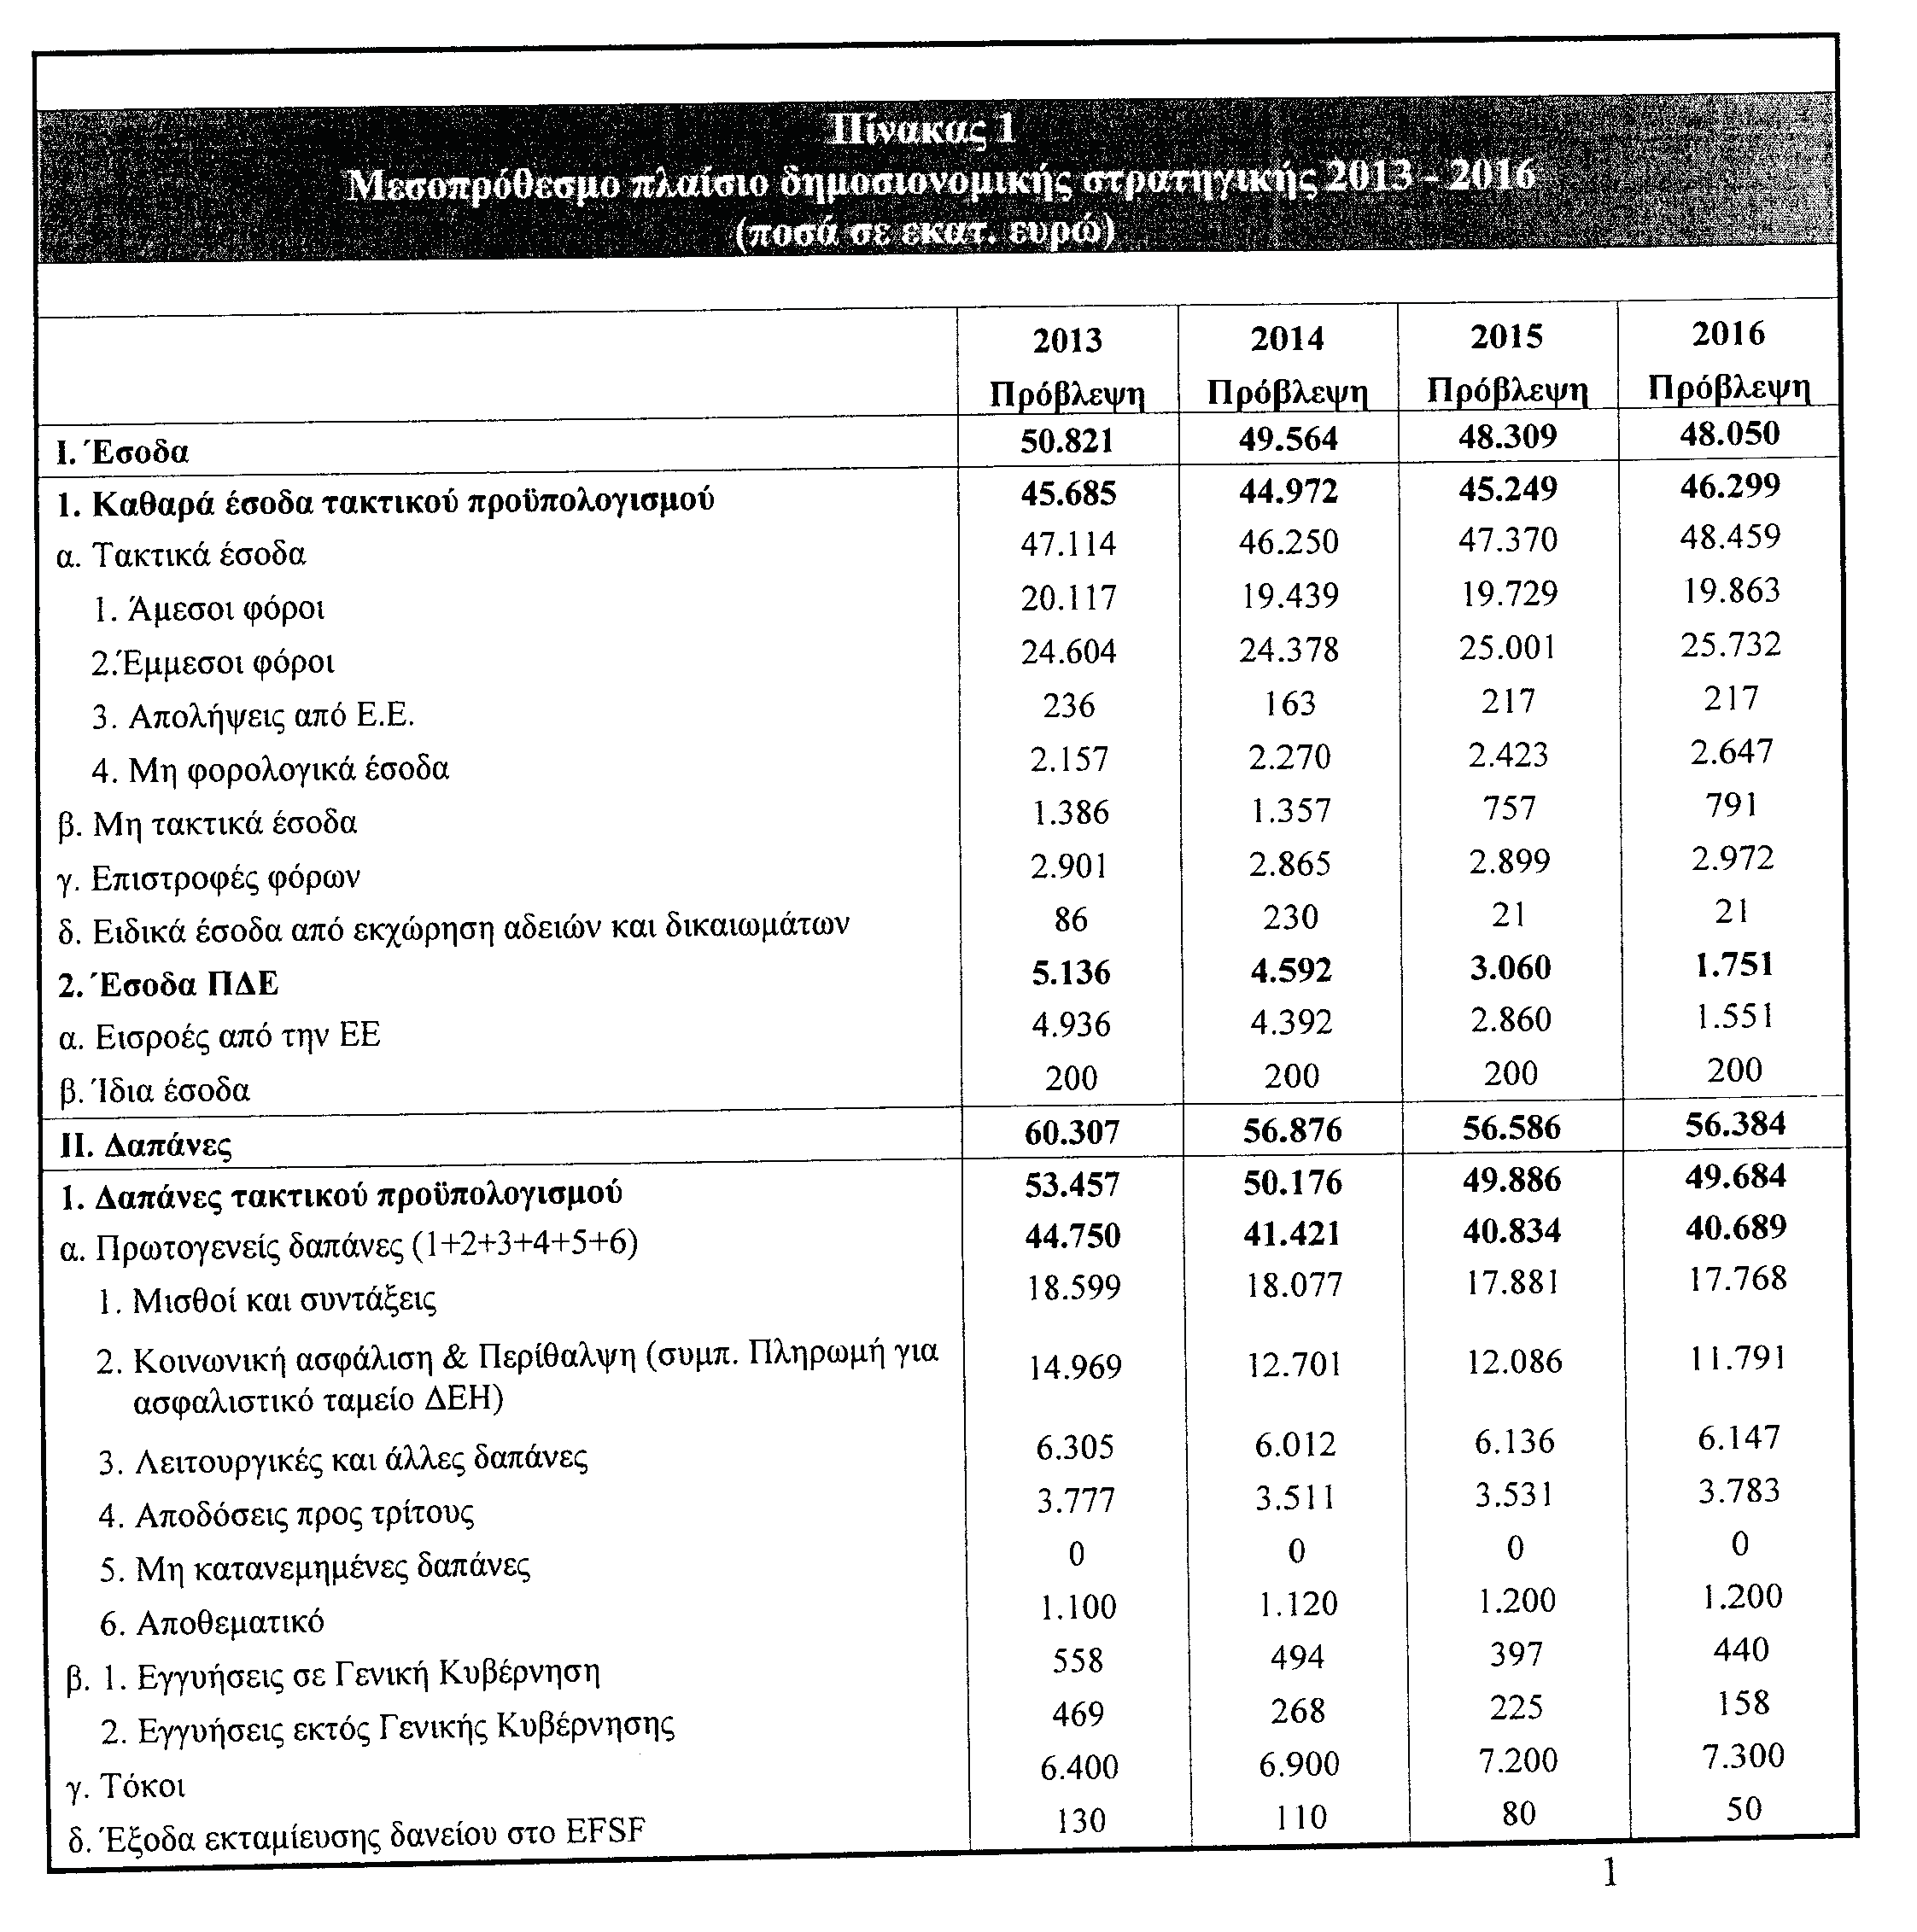 Πίνακας 1
Μεσοπρόθεσμο πλαίσιο δημοσιονομικής στρατηγικής 2013 - 2016
(ποσά σε εκατ. ευρώ)
2013 2014 2015 2016
Πρόβλεψη Πρόβλεψη Πρόβλεψη Πρόβλεψη
Ι. Έσοδα 50.821 49.564 48.309 48.050
1. Καθαρά έσοδα τακτικού προϋπολογισμού 45.685 44.972 45.249 46.299
α. Τακτικά έσοδα 47.114 46.250 47.370 48.459
1. Άμεσοι φόροι 20.117 19.439 19.729 19.863
2.Έμμεσοι φόροι 24.604 24.378 25.001 25.732
3. Απολήψεις από Ε.Ε. 236 163 217 217
4. Μη φορολογικά έσοδα 2.157 2.270 2.423 2.647
β. Μη τακτικά έσοδα 1.386 1.357 757 791
γ. Επιστροφές φόρων 2.901 2.865 2.899 2.972
δ. Ειδικά έσοδα από εκχώρηση αδειών και δικαιωμάτων 86 230 21 21
2. Έσοδα ΠΔΕ 5.136 4.592 3.060 1.751
α. Εισροές από την ΕΕ 4.936 4.392 2.860 1.551
β. Ίδια έσοδα 200 200 200 200
ΙΙ. Δαπάνες 60.307 56.876 56.586 56.384
1. Δαπάνες τακτικού προϋπολογισμού 53.457 50.176 49.886 49.684
α. Πρωτογενείς δαπάνες (1+2+3+4+5+6) 44.750 41.421 40.834 40.689
1. Μισθοί και συντάξεις 18.599 18.077 17.881 17.768
2. Κοινωνική ασφάλιση & Περίθαλψη (συμπ. Πληρωμή για
ασφαλιστικό ταμείο ΔΕΗ) 14.969 12.701 12.086 11.791
3. Λειτουργικές και άλλες δαπάνες 6.305 6.012 6.136 6.147
4. Αποδόσεις προς τρίτους 3.777 3.511 3.531 3.783
5. Μη κατανεμημένες δαπάνες 0 0 0 0
6. Αποθεματικό 1.100 1.120 1.200 1.200
β. 1. Εγγυήσεις σε Γενική Κυβέρνηση 558 494 397 440
2. Εγγυήσεις εκτός Γενικής Κυβέρνησης 469 268 225 158
γ. Τόκοι 6.400 6.900 7.200 7.300
δ. Έξοδα εκταμίευσης δανείου στο EFSF 130 110 80 50
1